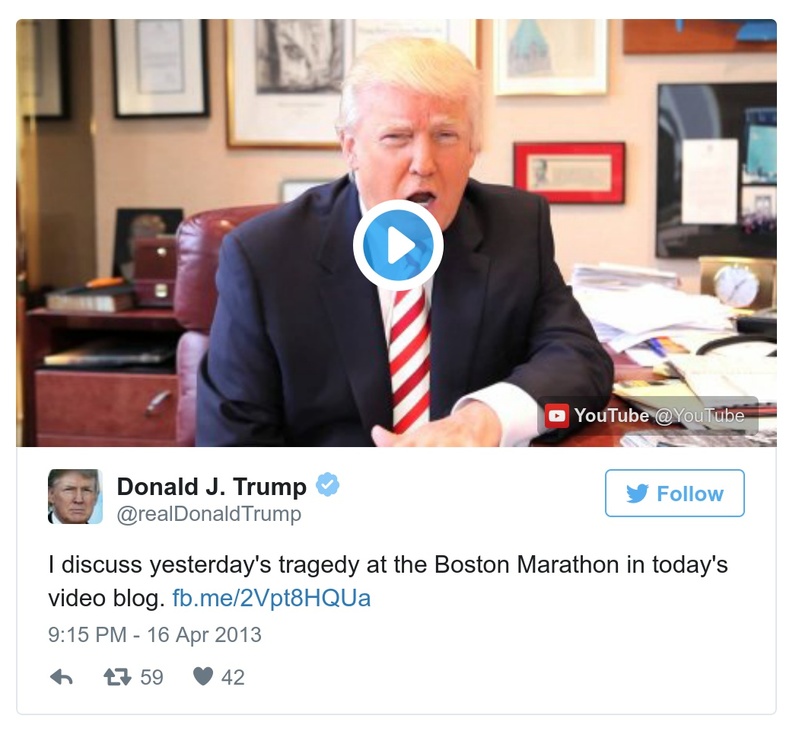 YouTube @YouTube
Donald J. Trump
@realDonaldTrump
Follow
I discuss yesterday's tragedy at the Boston Marathon in today's
video blog. fb.me/2Vpt8HQUa
9:15 PM - 16 Apr 2013
59 42